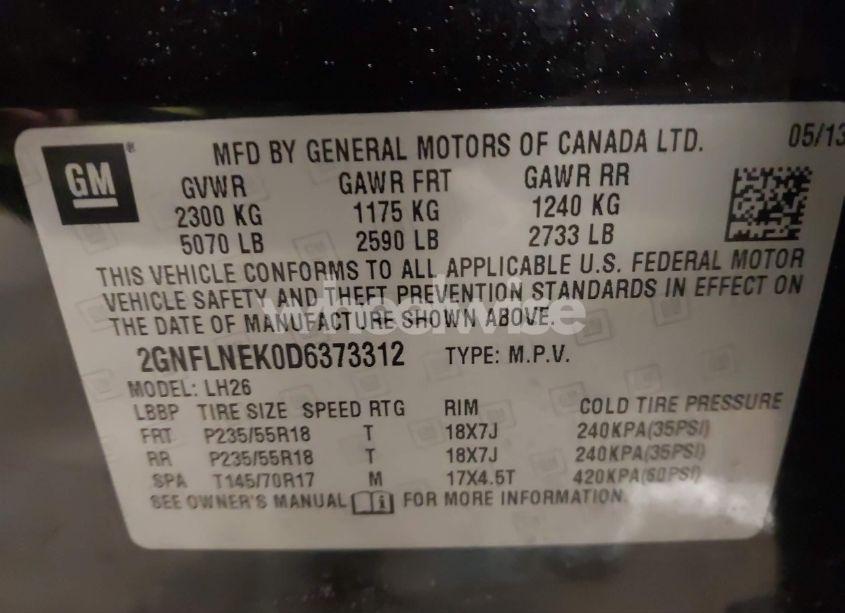 GM ® MFD BY GENERAL MOTORS OF CANADA LTD. 05/13
GVWR GAWR FRT GAWR RR
2300 KG 1175 KG 1240 KG
5070 LB 2590 LB 2733 LB
THIS VEHICLE CONFORMS TO ALL APPLICABLE U.S. FEDERAL MOTOR
VEHICLE SAFETY AND THEFT PREVENTION STANDARDS IN EFFECT ON
THE DATE OF MANUFACTURE SHOWN ABOVE.
2GNFLNEK0D6373312 TYPE: M.P.V.
MODEL: LH26
LBBP TIRE SIZE SPEED RTG RIM COLD TIRE PRESSURE
FRT P235/55R18 T 18X7J 240KPA(35PSI)
RR P235/55R18 T 18X7J 240KPA(35PSI)
SPA T145/70R17 M 17X4.5T 420KPA(60PSI)
SEE OWNER'S MANUAL i FOR MORE INFORMATION.